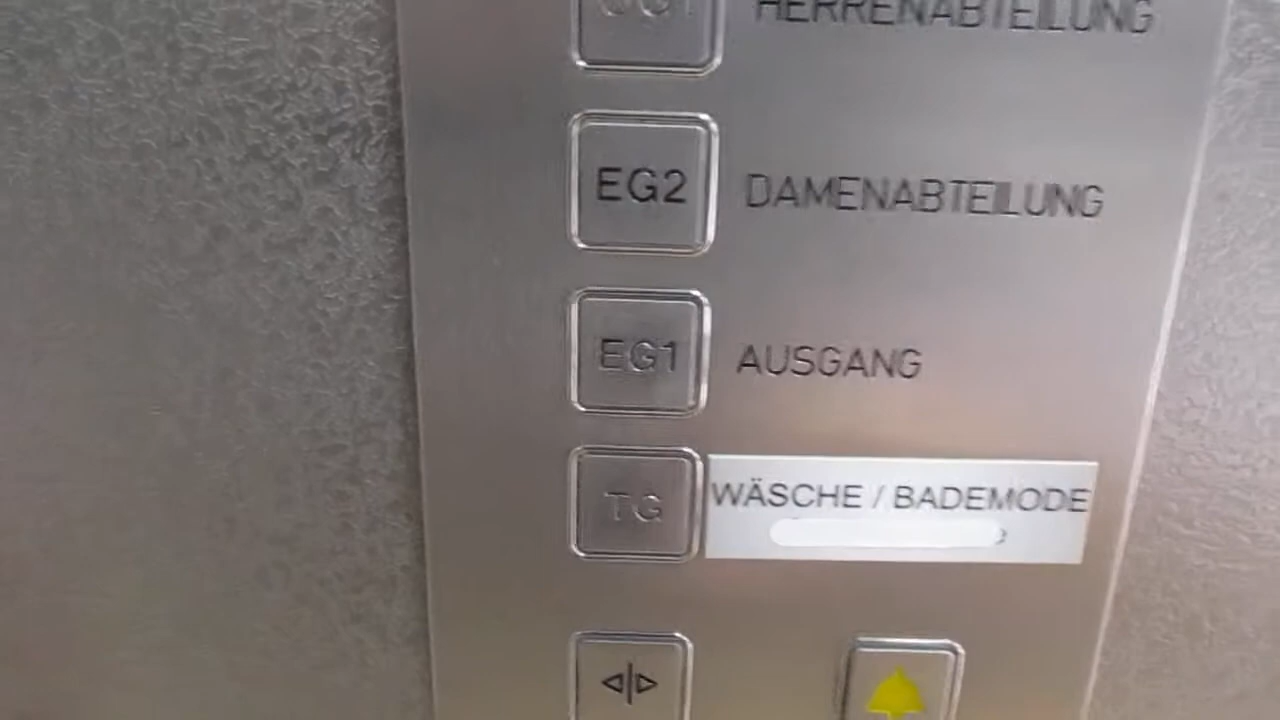 HERRENABTEILUNG
EG2 DAMENABTEILUNG
EG1 AUSGANG
TG WÄSCHE / BADEMODE